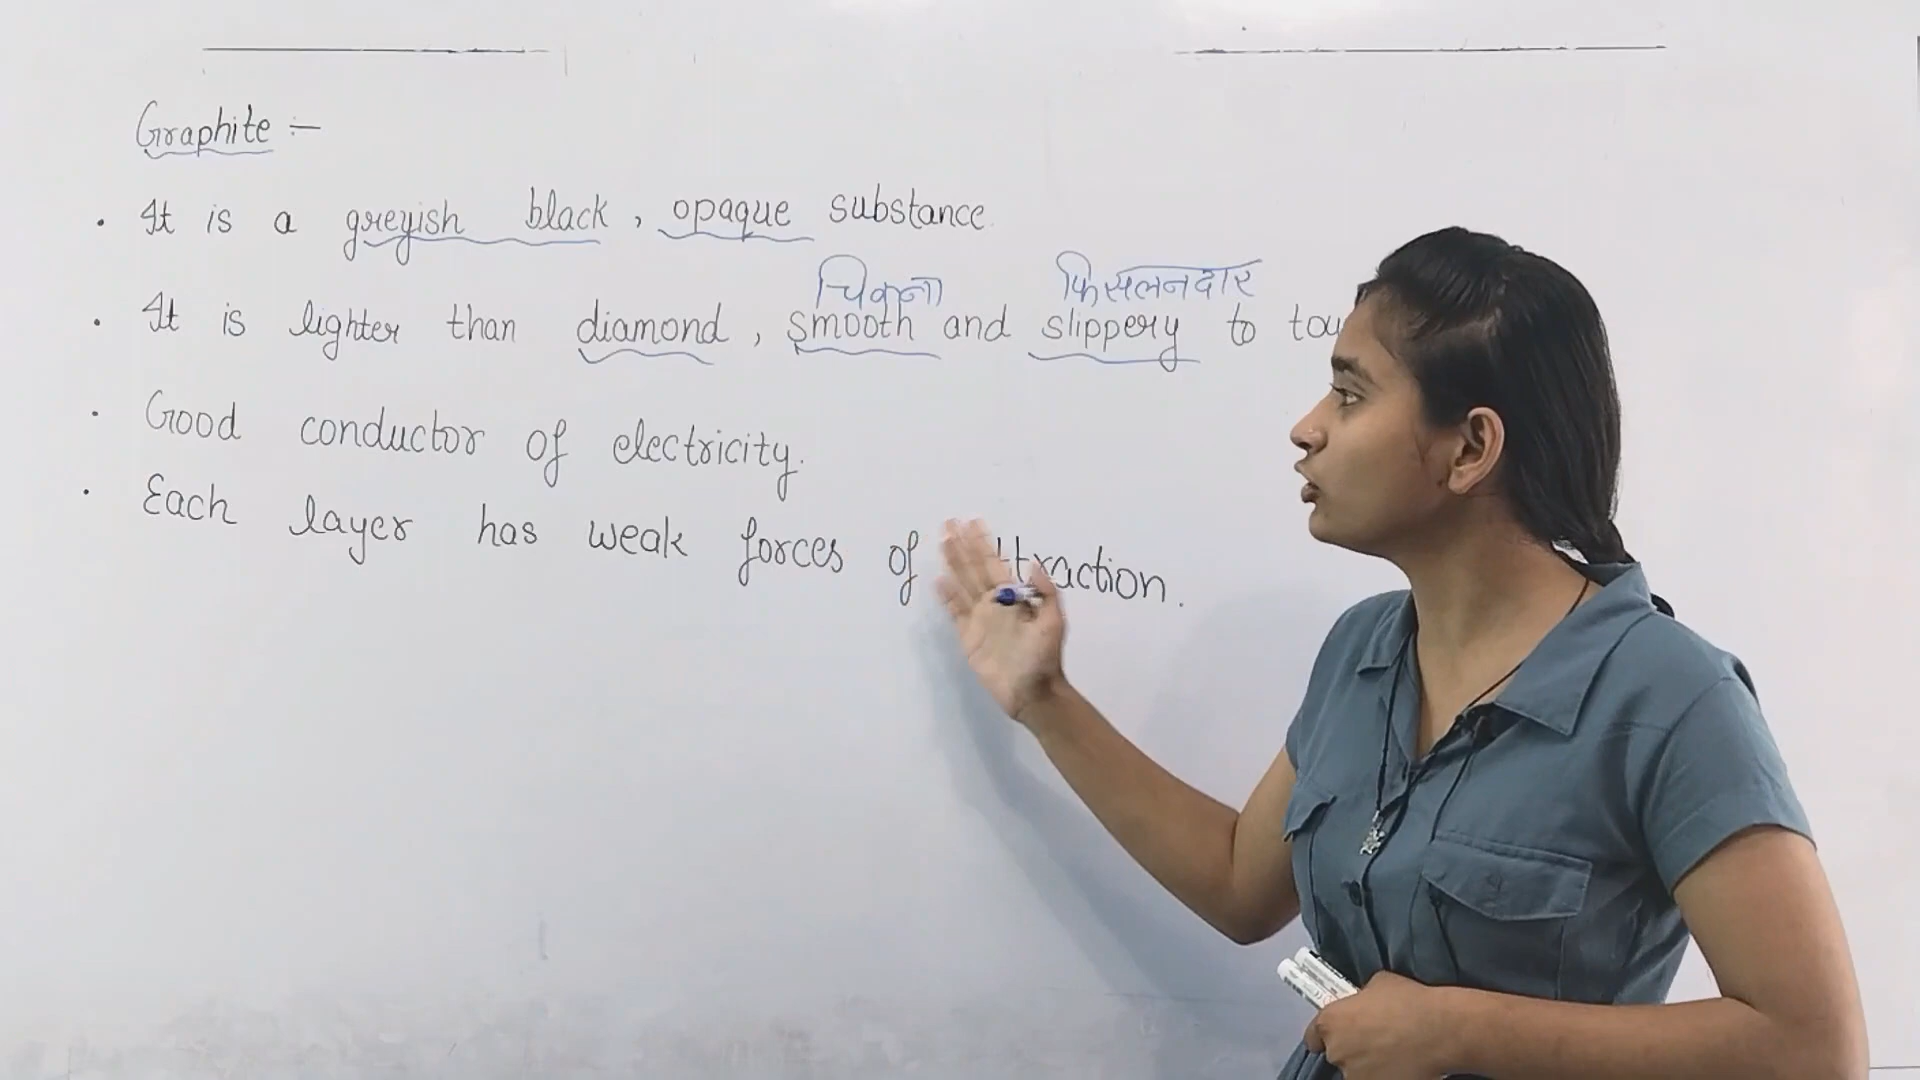 Graphite :-
• It is a greyish black, opaque substance.
चिकना फिसलनदार
• It is lighter than diamond, smooth and slippery to
• Good conductor of electricity.
• Each layer has weak forces of attraction.